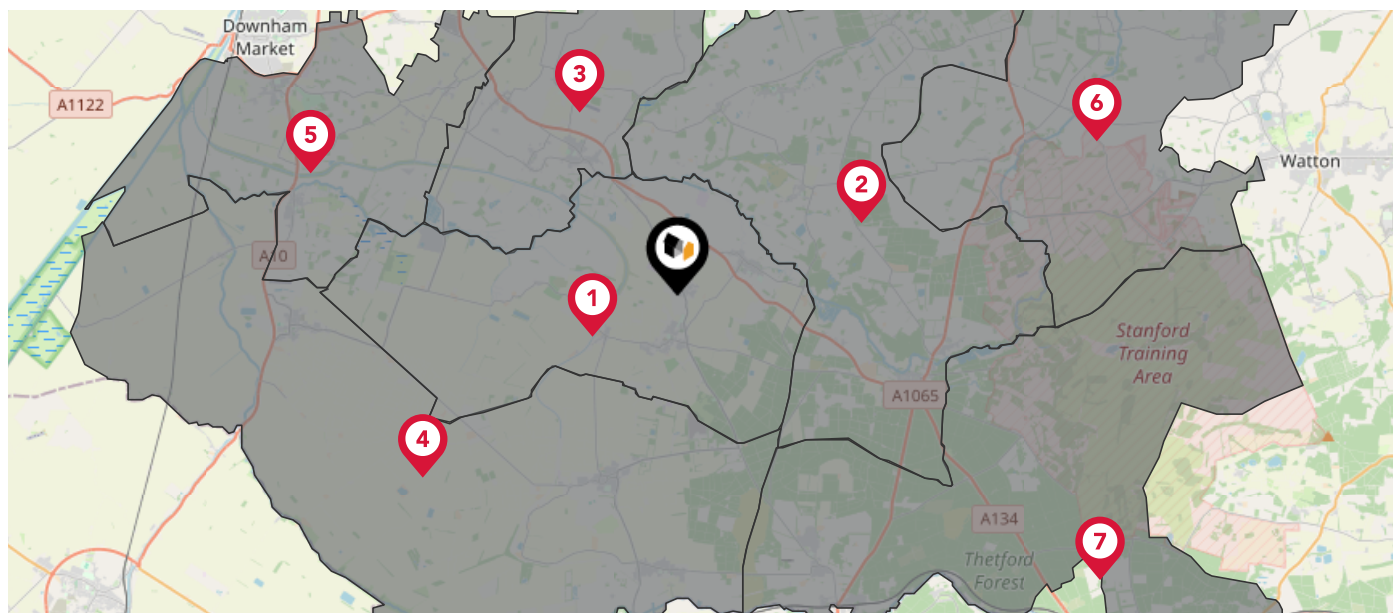 Downham
Market
3
A1122
6
5
Watton
2
A10
1
Stanford
Training
Area
A1065
4
A134
7
Thetford
Forest